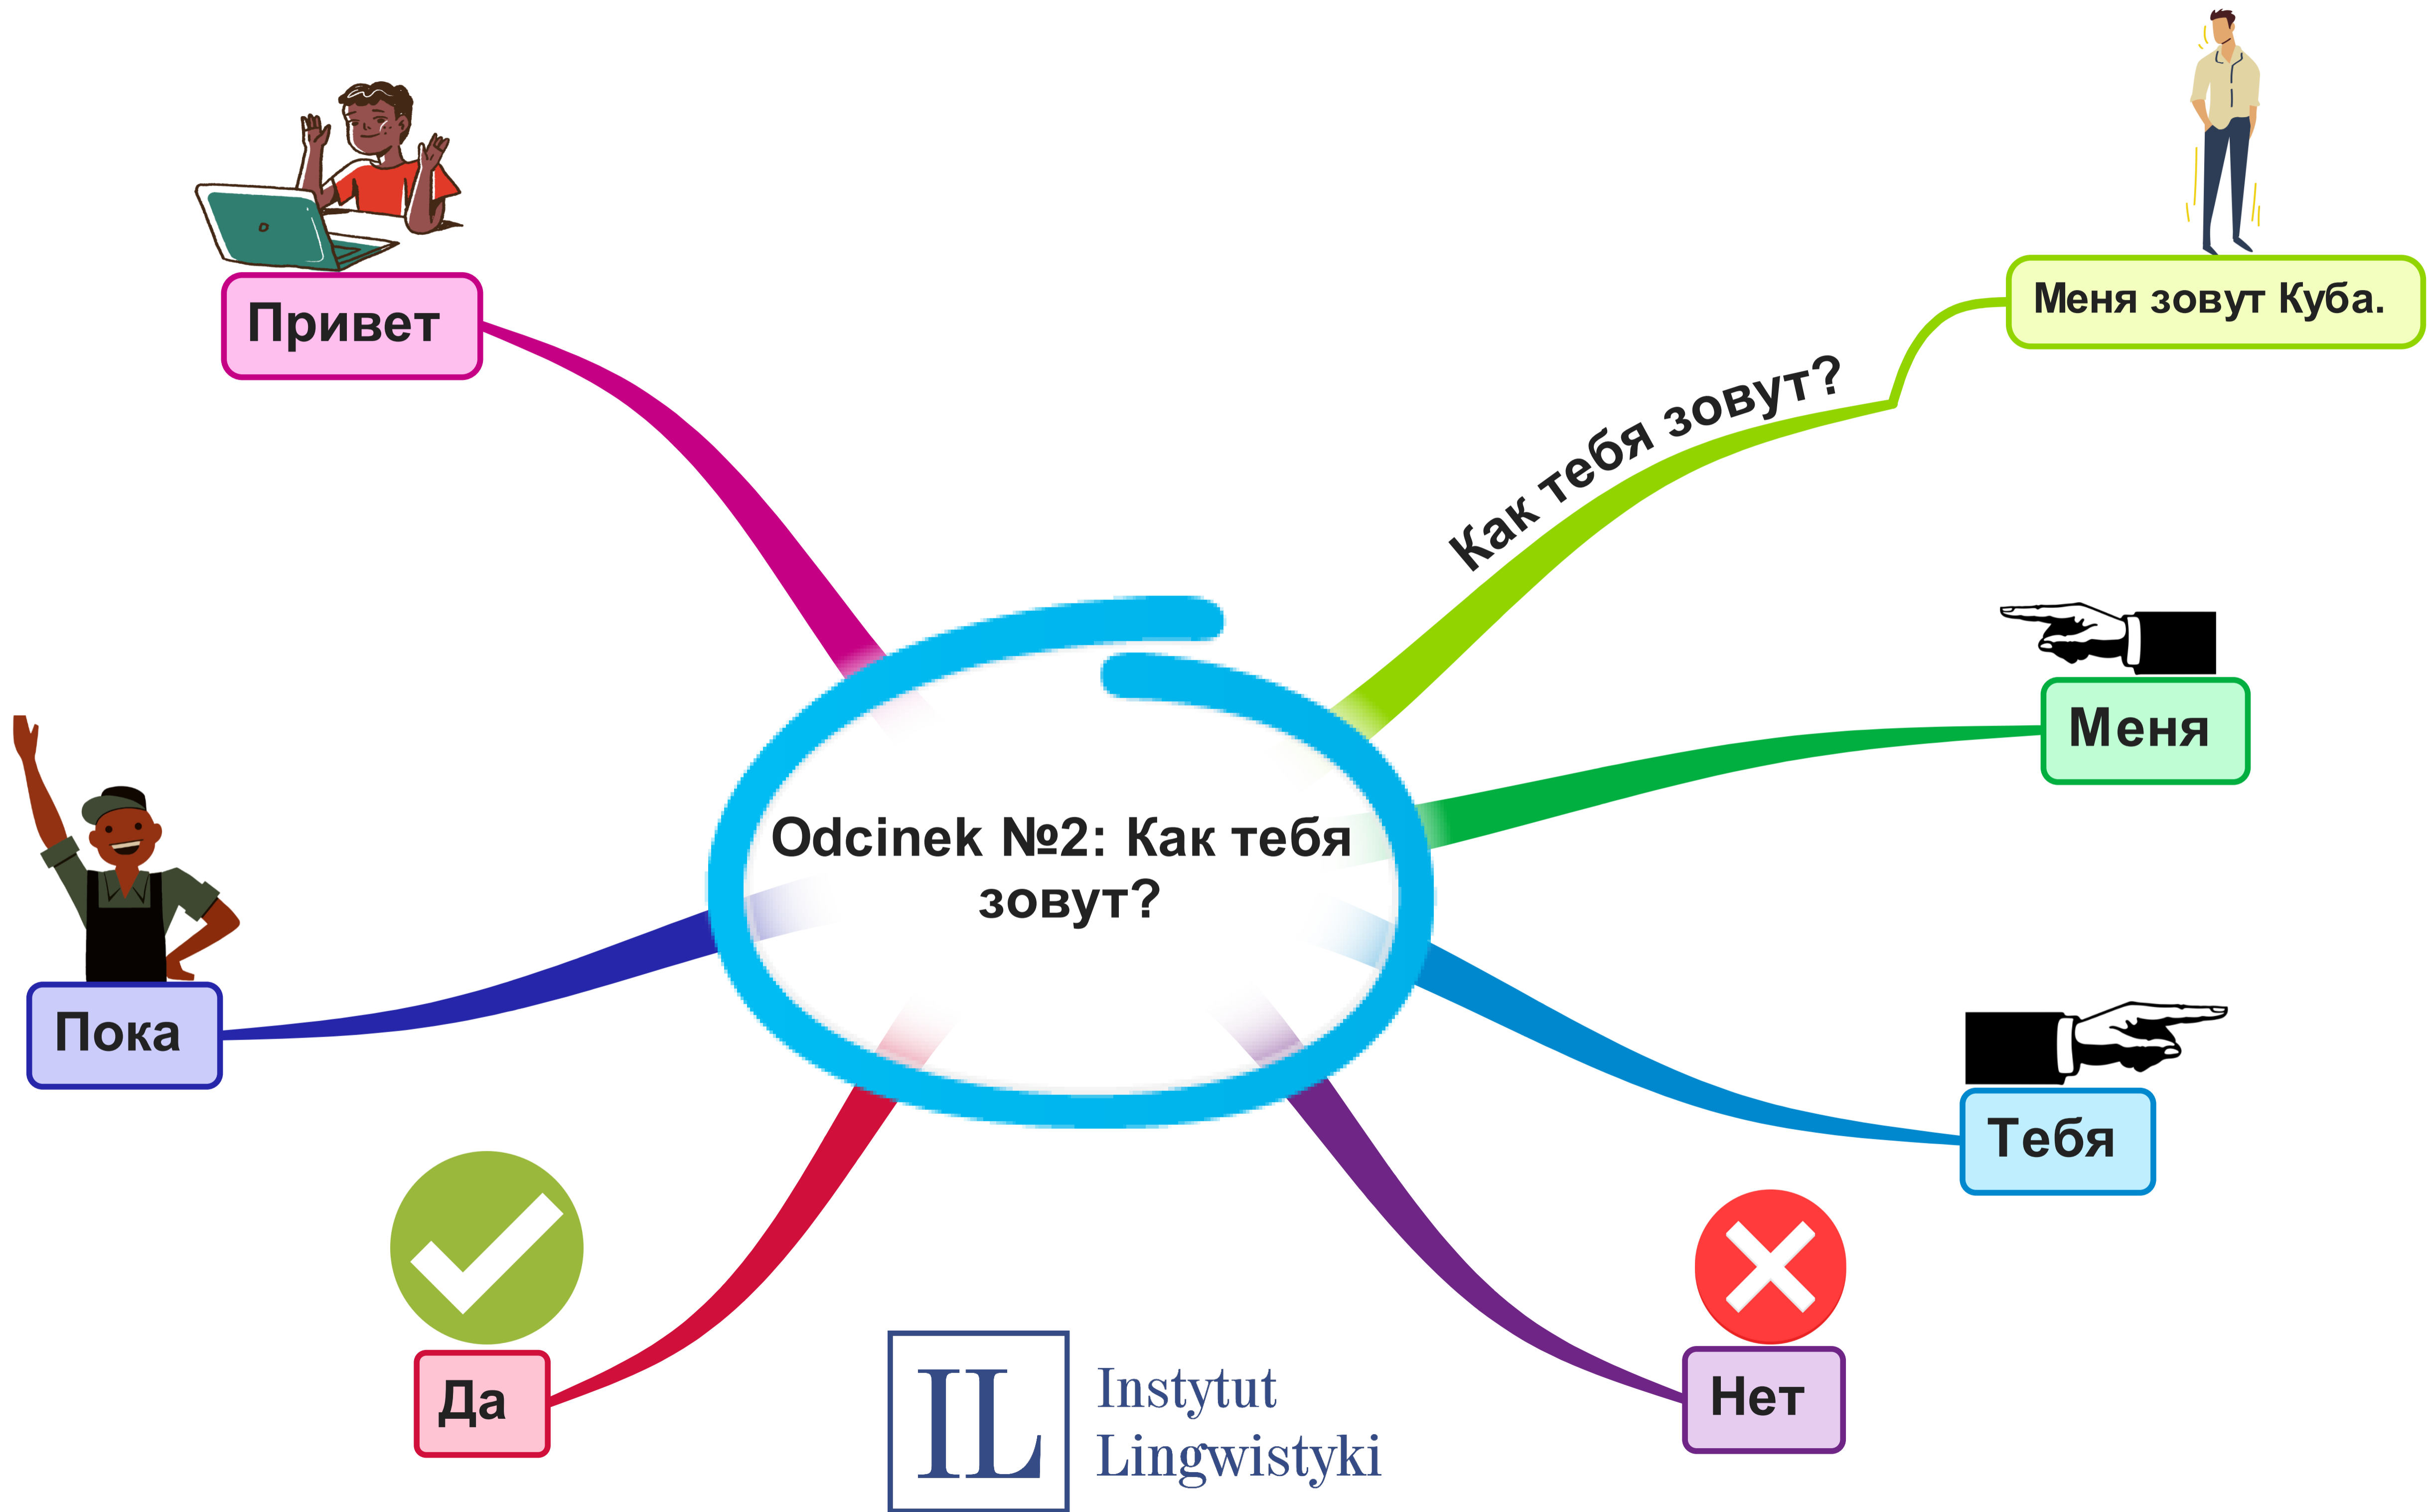 Привет
Меня зовут Куба.
Как тебя зовут?
Меня
Odcinek №2: Как тебя
зовут?
Пока
Тебя
Да
Нет
IL
Instytut
Lingwistyki